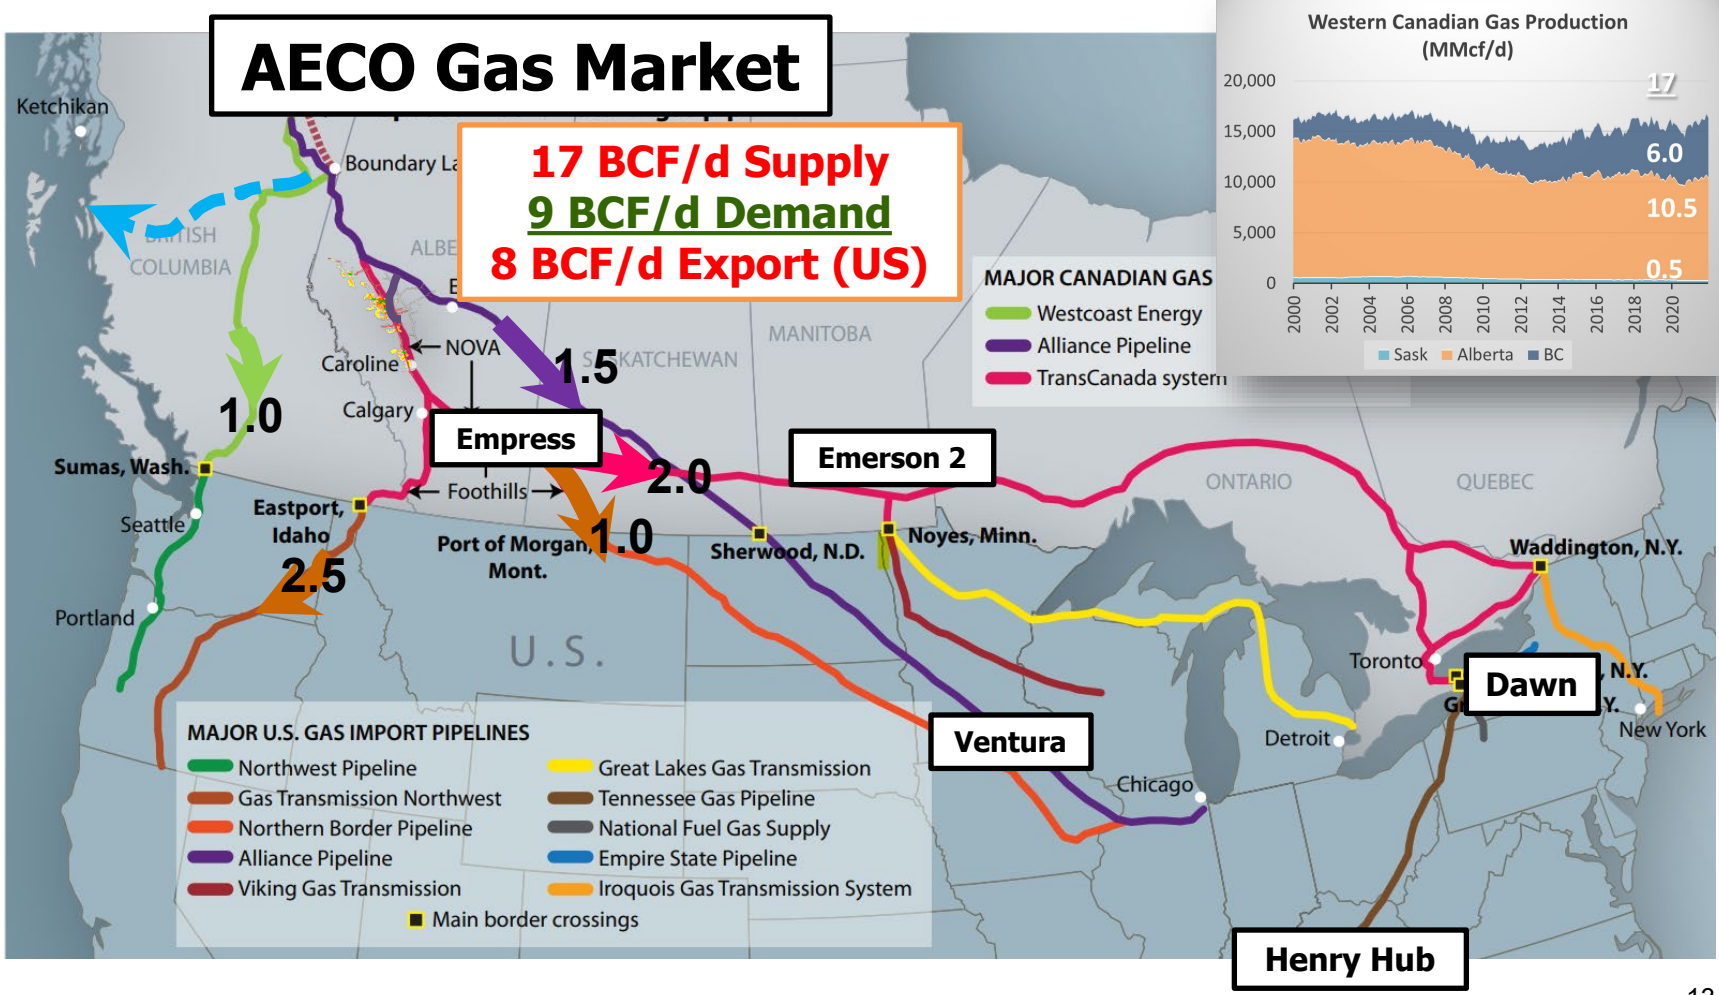 AECO Gas Market
17 BCF/d Supply
9 BCF/d Demand
8 BCF/d Export (US)
Western Canadian Gas Production
(MMcf/d)
20,000
15,000
10,000
5,000
0
17
6.0
10.5
0.5
2000
2002
2004
2006
2008
2010
2012
2014
2016
2018
2020
Sask
Alberta
BC
Ketchikan
Boundary La
BRITISH
COLUMBIA
ALBE
E
SASKATCHEWAN
MANITOBA
ONTARIO
QUEBEC
MAJOR CANADIAN GAS
Westcoast Energy
Alliance Pipeline
TransCanada system
NOVA
Caroline
Calgary
1.5
1.0
Empress
Emerson 2
2.0
Foothills
Sumas, Wash.
Seattle
Eastport,
Idaho
2.5
Port of Morgan,
Mont.
1.0
Sherwood, N.D.
Noyes, Minn.
Waddington, N.Y.
Portland
U.S.
Toronto
Dawn
, N.Y.
Gr
Y.
New York
Detroit
Ventura
Chicago
MAJOR U.S. GAS IMPORT PIPELINES
Northwest Pipeline
Gas Transmission Northwest
Northern Border Pipeline
Alliance Pipeline
Viking Gas Transmission
Great Lakes Gas Transmission
Tennessee Gas Pipeline
National Fuel Gas Supply
Empire State Pipeline
Iroquois Gas Transmission System
Main border crossings
Henry Hub